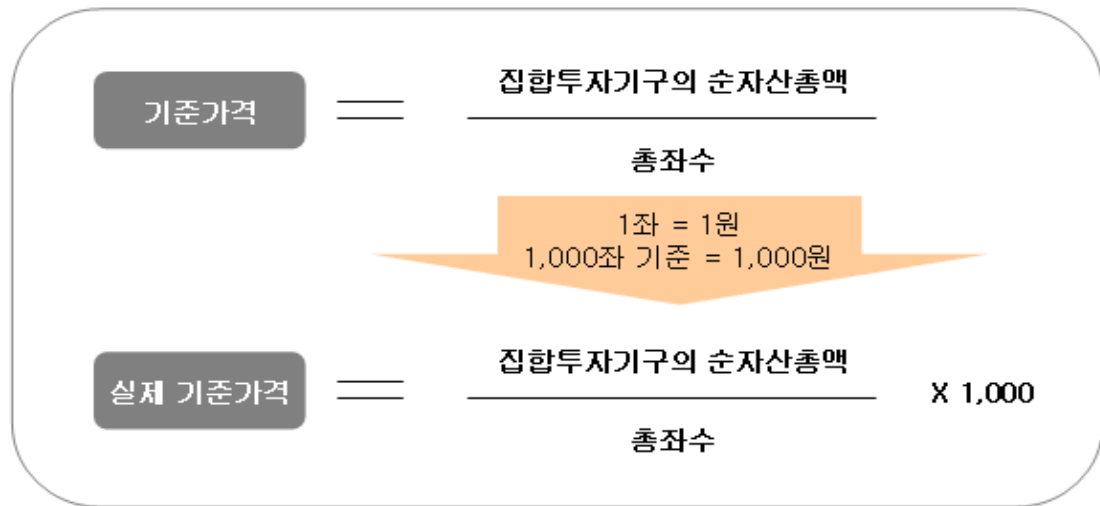 집합투자기구의 순자산총액
기준가격
총좌수
1좌 = 1원
1,000좌 기준 = 1,000원
집합투자기구의 순자산총액
실제 기준가격
X 1,000
총좌수